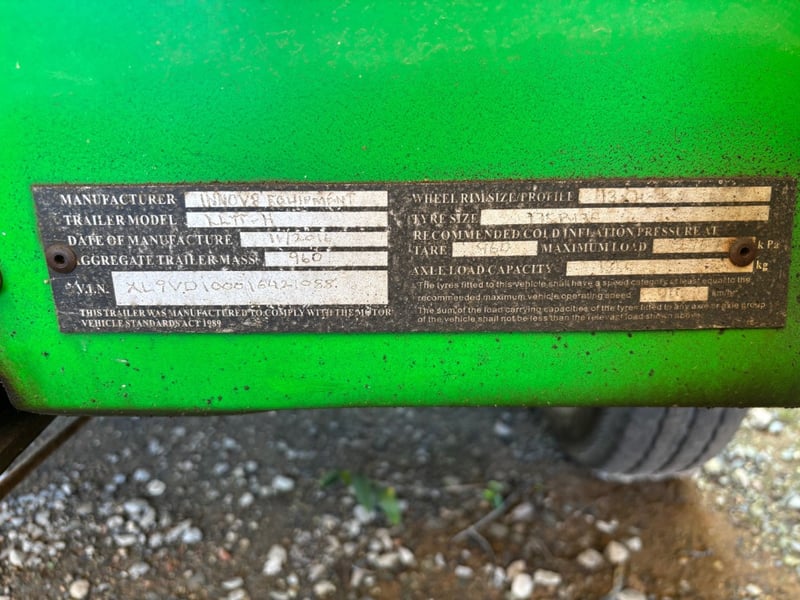 MANUFACTURER INNOV8 EQUIPMENT
TRAILER MODEL
DATE OF MANUFACTURE /2016
AGGREGATE TRAILER MASS 960
V.I.N.
THIS TRAILER WAS MANUFACTURED TO COMPLY WITH THE MOTOR
VEHICLE STANDARDS ACT 1989
WHEEL RIM SIZE/PROFILE
TYRE SIZE
RECOMMENDED COLD INFLATION PRESSURE AT
TARE 960 MAXIMUM LOAD kPa
AXLE LOAD CAPACITY kg
The tyres fitted to this vehicle shall have a speed category at least equal to the
recommended maximum vehicle operating speed km/h.
The sum of the load carrying capacities of the tyres fitted to any axle or axle group
of the vehicle shall not be less than the relevant load shown above.